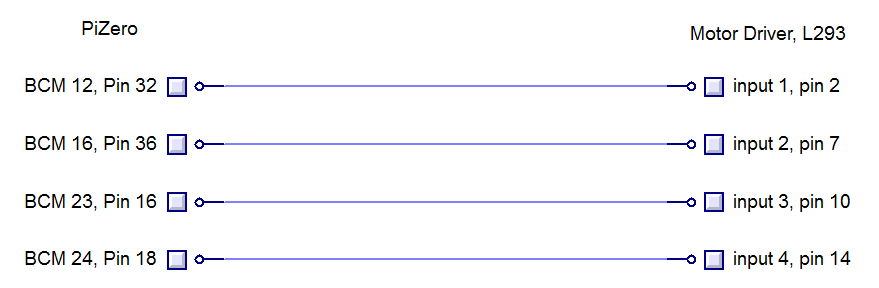 PiZero
Motor Driver, L293
BCM 12, Pin 32
input 1, pin 2
BCM 16, Pin 36
input 2, pin 7
BCM 23, Pin 16
input 3, pin 10
BCM 24, Pin 18
input 4, pin 14